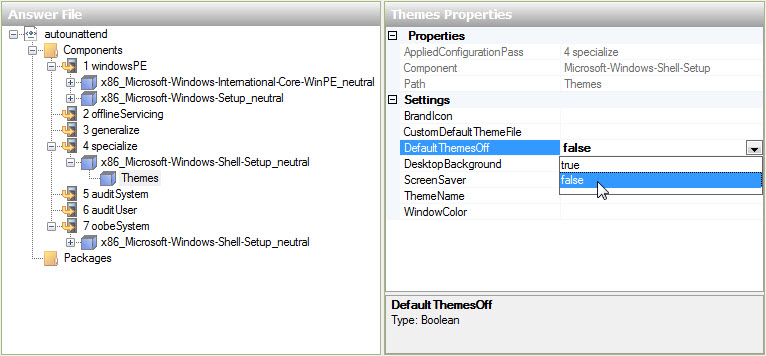 Answer File
autounattend
Components
1 windowsPE
x86_Microsoft-Windows-International-Core-WinPE_neutral
x86_Microsoft-Windows-Setup_neutral
2 offlineServicing
3 generalize
4 specialize
x86_Microsoft-Windows-Shell-Setup_neutral
Themes
5 auditSystem
6 auditUser
7 oobeSystem
x86_Microsoft-Windows-Shell-Setup_neutral
Packages
Themes Properties
Properties
AppliedConfigurationPass 4 specialize
Component Microsoft-Windows-Shell-Setup
Path Themes
Settings
BrandIcon
CustomDefaultThemeFile
DefaultThemesOff false
DesktopBackground true
ScreenSaver false
ThemeName
WindowColor
DefaultThemesOff
Type: Boolean